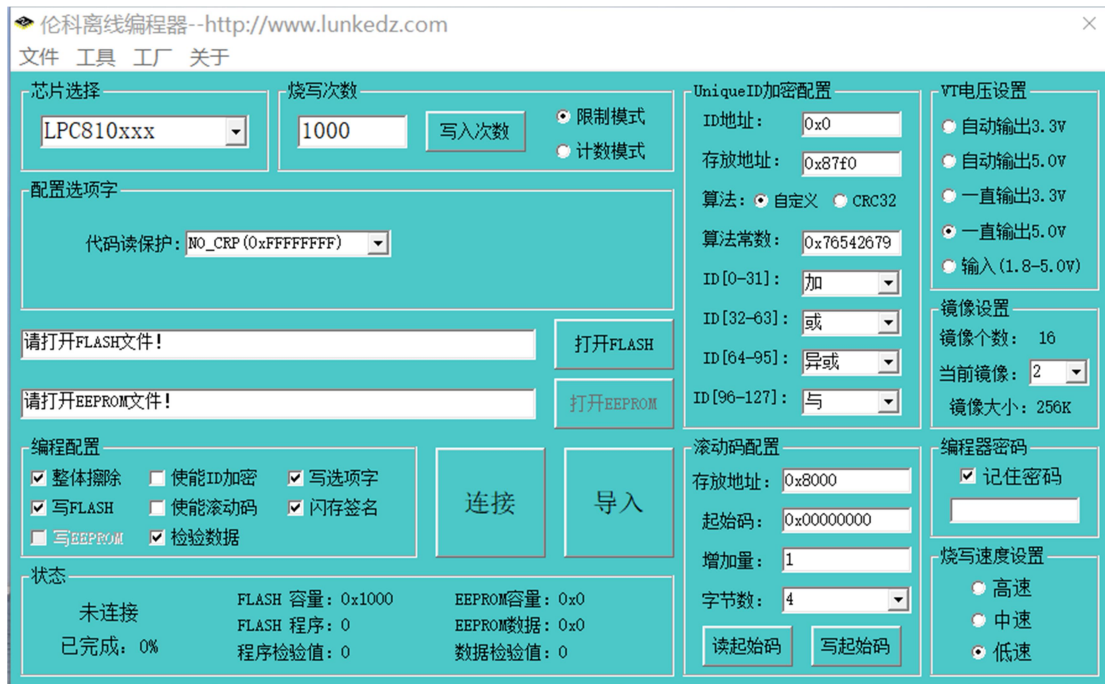 伦科离线编程器--http://www.lunkedz.com
文件 工具 工厂 关于
芯片选择
LPC810xxx
烧写次数
1000
写入次数
限制模式
计数模式
配置选项字
代码读保护:
NO_CRP(0xFFFFFFFF)
请打开FLASH文件!
打开FLASH
请打开EEPROM文件!
打开EEPROM
编程配置
整体擦除 使能ID加密 写选项字
写FLASH 使能滚动码 闪存签名
写EEPROM 检验数据
连接
导入
状态
未连接
已完成: 0%
FLASH 容量: 0x1000
FLASH 程序: 0
程序检验值: 0
EEPROM容量: 0x0
EEPROM数据: 0x0
数据检验值: 0
UniqueID加密配置
ID地址: 0x0
存放地址: 0x87f0
算法: 自定义 CRC32
算法常数: 0x76542679
ID[0-31]: 加
ID[32-63]: 或
ID[64-95]: 异或
ID[96-127]: 与
滚动码配置
存放地址: 0x8000
起始码: 0x00000000
增加量: 1
字节数: 4
读起始码 写起始码
VT电压设置
自动输出3.3V
自动输出5.0V
一直输出3.3V
一直输出5.0V
输入(1.8-5.0V)
镜像设置
镜像个数: 16
当前镜像: 2
镜像大小: 256K
编程器密码
记住密码
烧写速度设置
高速
中速
低速